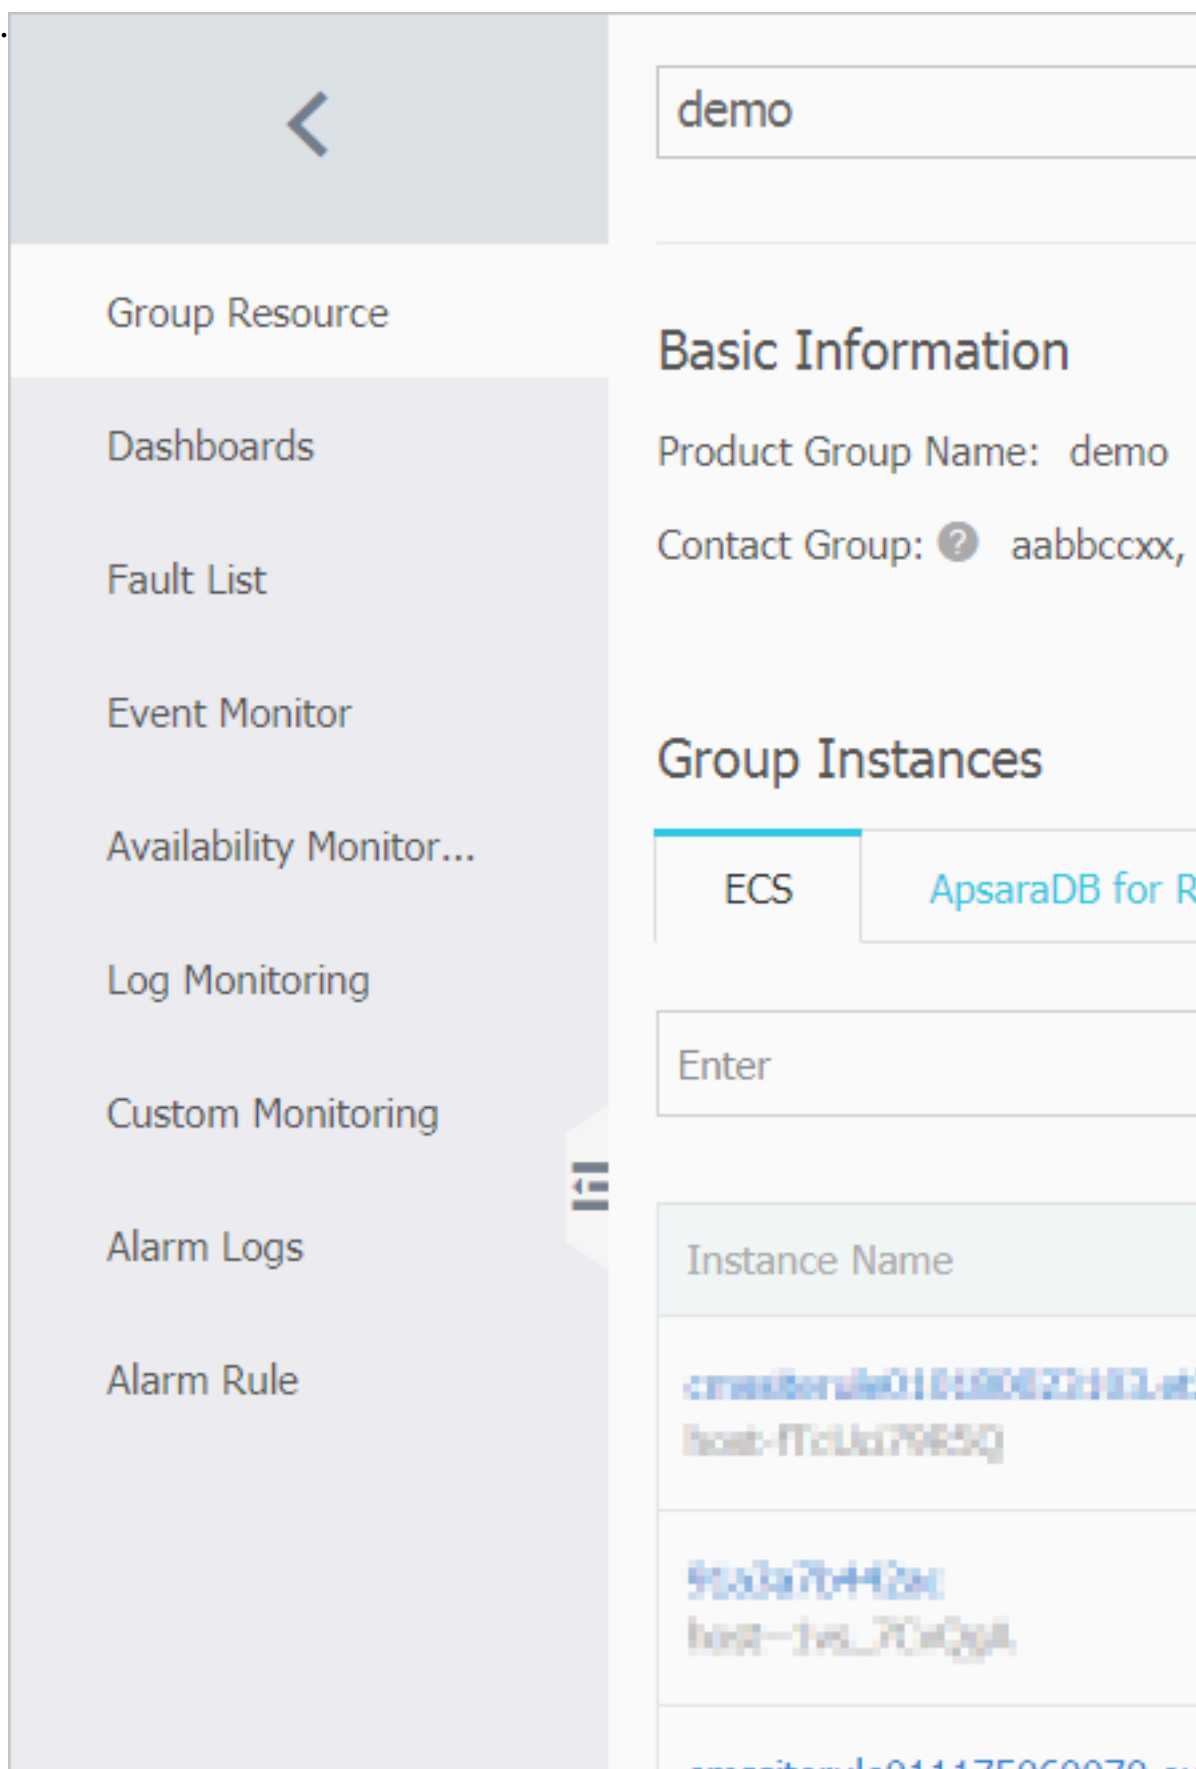 demo
Group Resource
Dashboards
Fault List
Event Monitor
Availability Monitor...
Log Monitoring
Custom Monitoring
Alarm Logs
Alarm Rule
Basic Information
Product Group Name: demo
Contact Group: ? aabbccxx,
Group Instances
ECS ApsaraDB for R
Enter
Instance Name